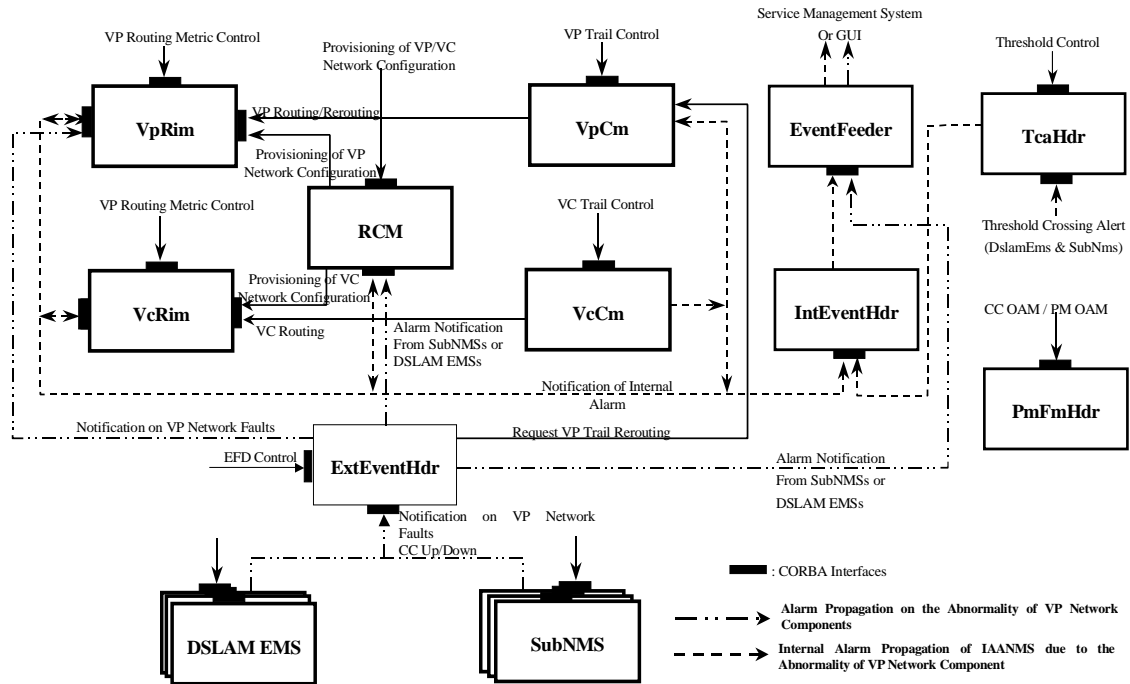 Service Management System
Or GUI
VP Routing Metric Control
Provisioning of VP/VC
Network Configuration
VP Trail Control
Threshold Control
VpRim
VP Routing/Rerouting
VpCm
EventFeeder
TcaHdr
Provisioning of VP
Network Configuration
VP Routing Metric Control
RCM
VC Trail Control
Threshold Crossing Alert
(DslamEms & SubNms)
Provisioning of VC
Network Configuration
VcRim
VC Routing
VcCm
IntEventHdr
CC OAM / PM OAM
Alarm Notification
From SubNMSs or
DSLAM EMSs
Notification of Internal
Alarm
PmFmHdr
Notification on VP Network Faults
Request VP Trail Rerouting
EFD Control
ExtEventHdr
Alarm Notification
From SubNMSs or
DSLAM EMSs
Notification on VP Network
Faults
CC Up/Down
: CORBA Interfaces
Alarm Propagation on the Abnormality of VP Network
Components
DSLAM EMS
SubNMS
Internal Alarm Propagation of IAANMS due to the
Abnormality of VP Network Component